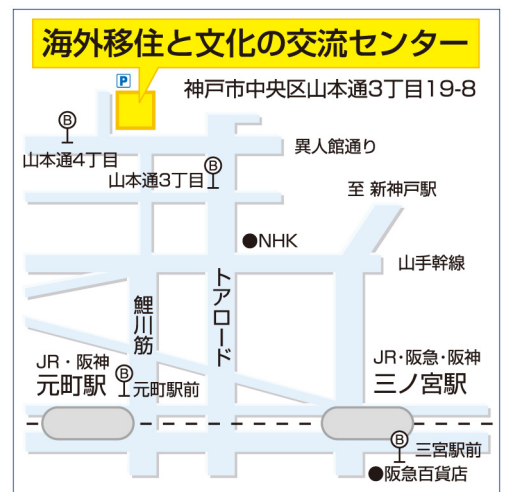 海外移住と文化の交流センター
P
神戸市中央区山本通3丁目19-8
B
山本通4丁目
異人館通り
山本通3丁目
B
至 新神戸駅
●NHK
山手幹線
トアロード
鯉川筋
JR・阪神
元町駅
B
元町駅前
JR・阪急・阪神
三ノ宮駅
B
三宮駅前
●阪急百貨店